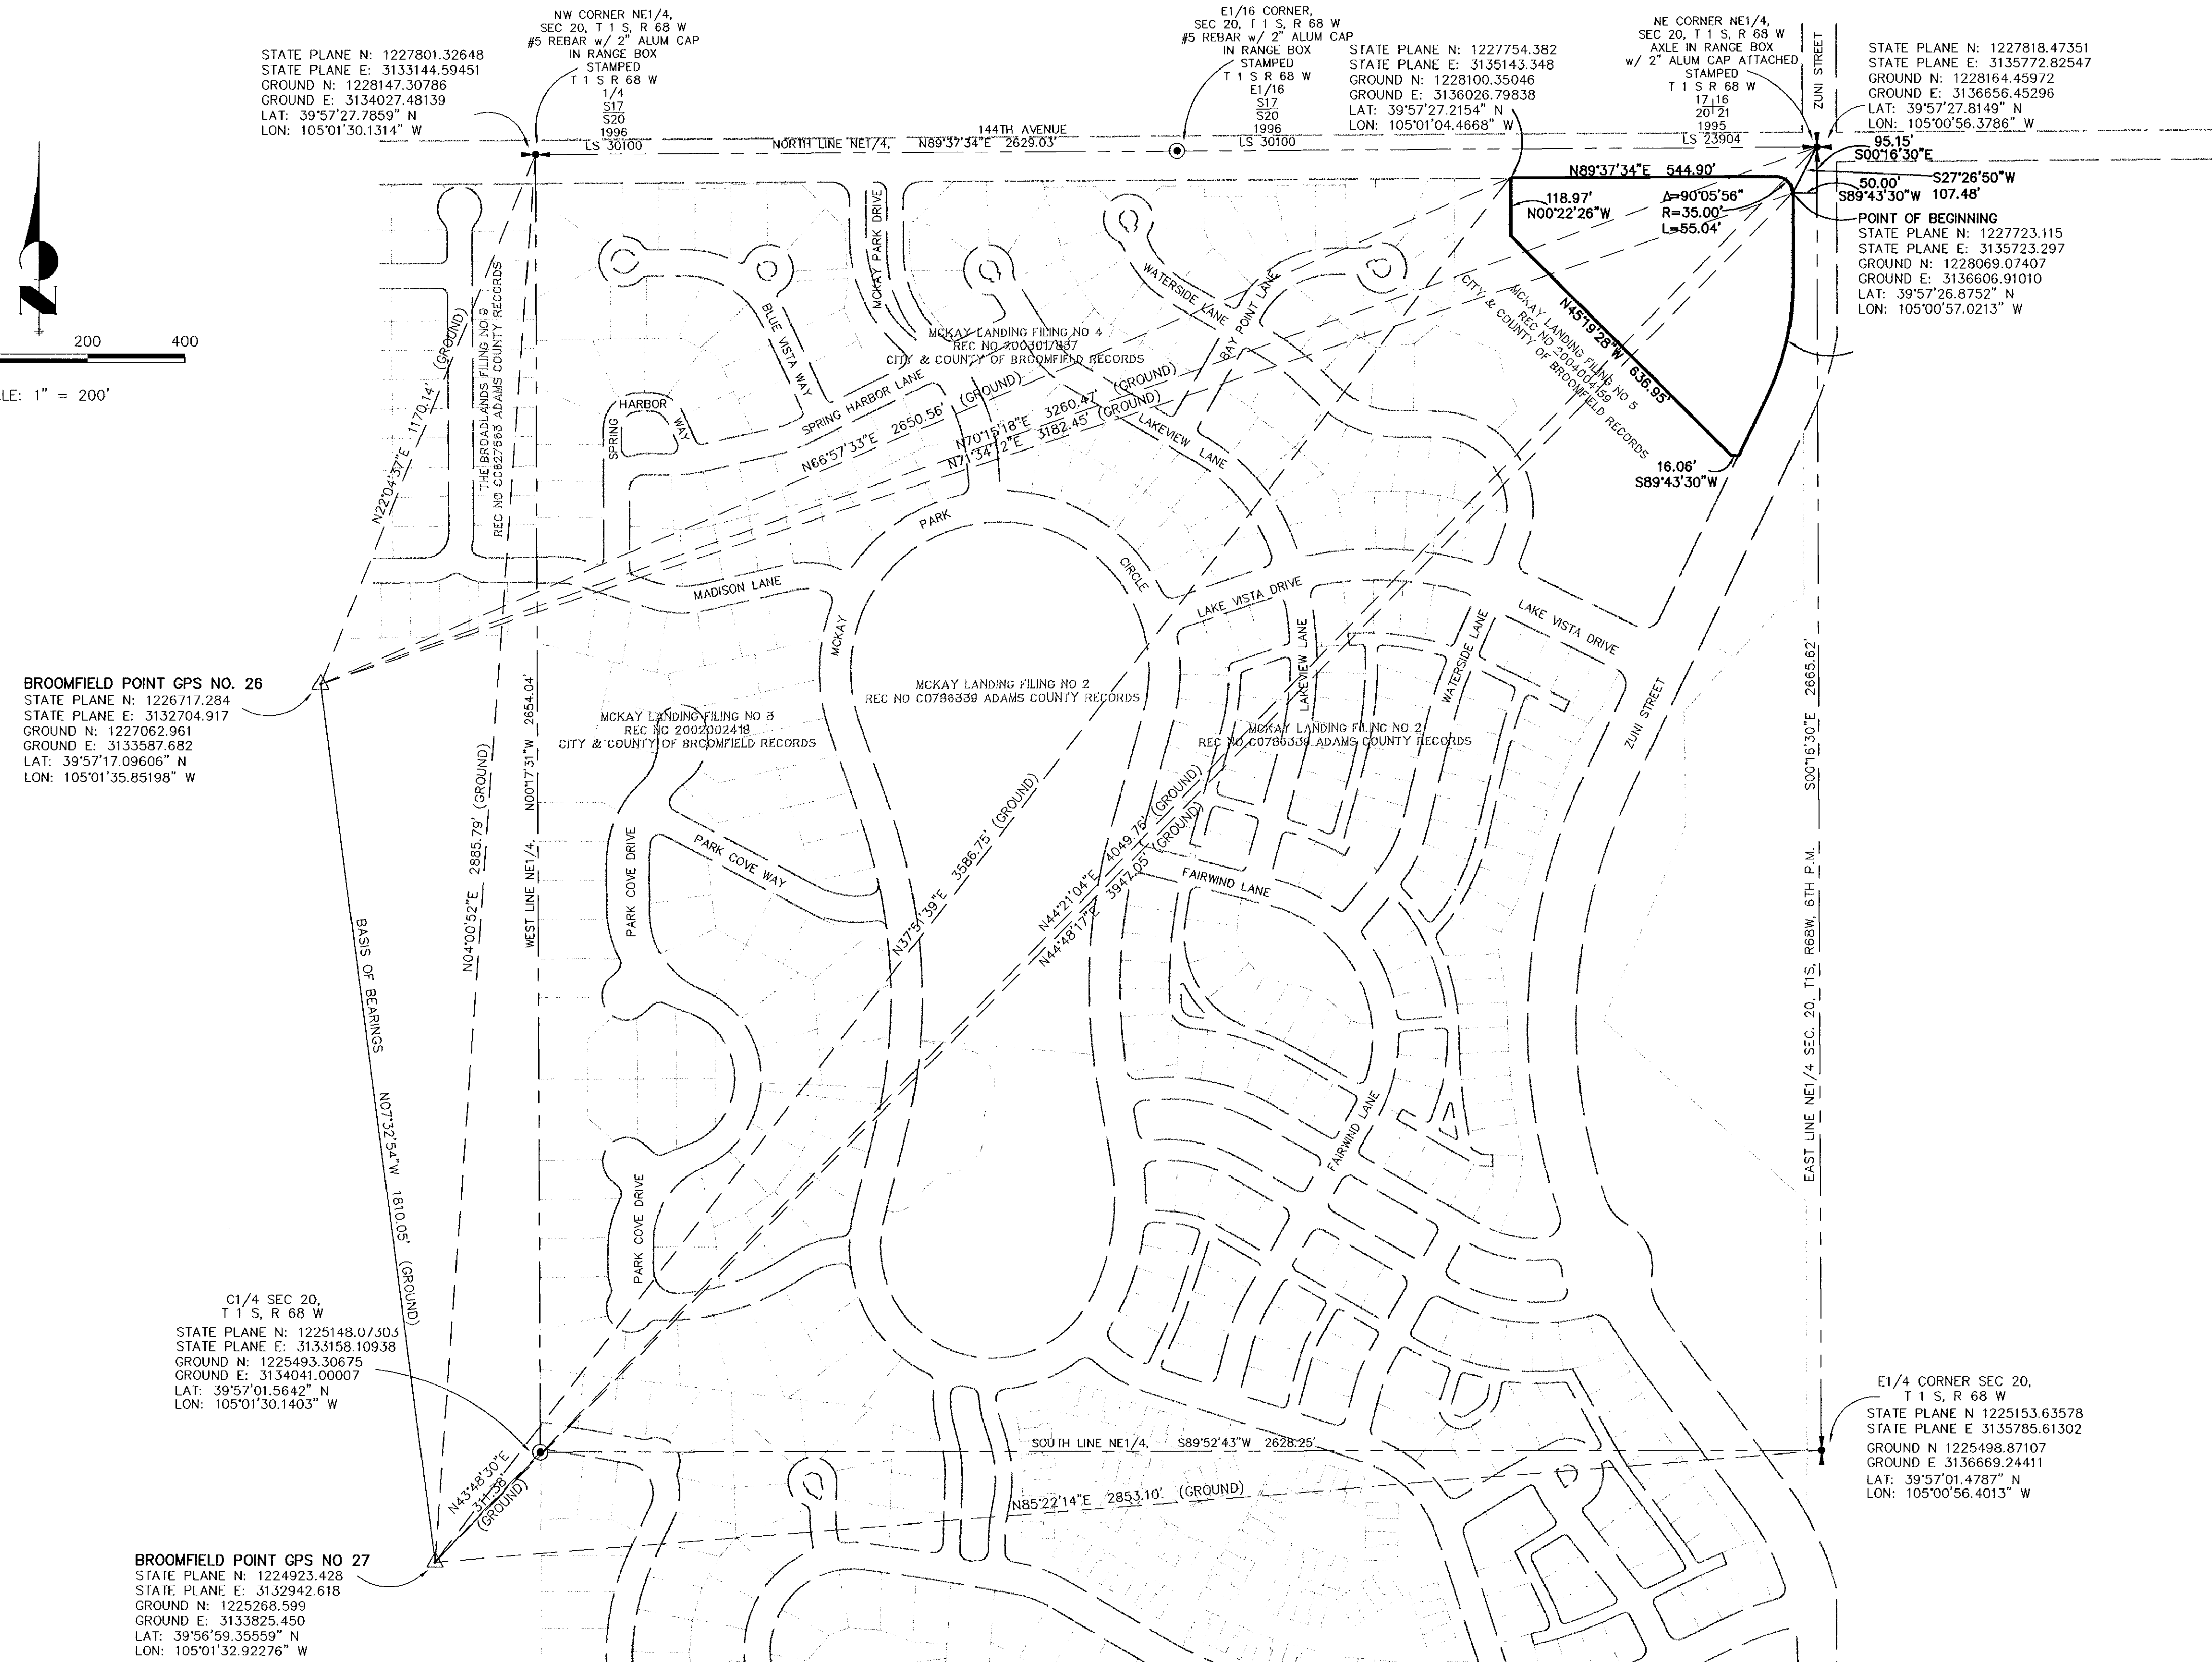 NW CORNER NE1/4,
SEC 20, T 1 S, R 68 W
#5 REBAR w/ 2" ALUM CAP
IN RANGE BOX
STAMPED
T 1 S R 68 W
1/4
S17
S20
1996
LS 30100
STATE PLANE N: 1227801.32648
STATE PLANE E: 3133144.59451
GROUND N: 1228147.30786
GROUND E: 3134027.48139
LAT: 39°57'27.7859" N
LON: 105°01'30.1314" W
E1/16 CORNER,
SEC 20, T 1 S, R 68 W
#5 REBAR w/ 2" ALUM CAP
IN RANGE BOX
STAMPED
T 1 S R 68 W
E1/16
S17
S20
1996
LS 30100
STATE PLANE N: 1227754.382
STATE PLANE E: 3135143.348
GROUND N: 1228100.35046
GROUND E: 3136026.79838
LAT: 39°57'27.2154" N
LON: 105°01'04.4668" W
NE CORNER NE1/4,
SEC 20, T 1 S, R 68 W
AXLE IN RANGE BOX
w/ 2" ALUM CAP ATTACHED
STAMPED
T 1 S R 68 W
17 16
20 21
1995
LS 23904
ZUNI STREET
STATE PLANE N: 1227818.47351
STATE PLANE E: 3135772.82547
GROUND N: 1228164.45972
GROUND E: 3136656.45296
LAT: 39°57'27.8149" N
LON: 105°00'56.3786" W
144TH AVENUE
NORTH LINE NE1/4, N89°37'34"E 2629.03'
95.15'
S00°16'30"E
S27°26'50"W
107.48'
50.00'
S89°43'30"W
N89°37'34"E 544.90'
118.97'
N00°22'26"W
Δ=90°05'56"
R=35.00'
L=55.04'
POINT OF BEGINNING
STATE PLANE N: 1227723.115
STATE PLANE E: 3135723.297
GROUND N: 1228069.07407
GROUND E: 3136606.91010
LAT: 39°57'26.8752" N
LON: 105°00'57.0213" W
N45°19'28"W 636.95'
MCKAY LANDING FILING NO 5
REC NO 2004004159
CITY & COUNTY OF BROOMFIELD RECORDS
16.06'
S89°43'30"W
200 400
LE: 1" = 200'
N22°04'37"E 1170.14' (GROUND)
THE BROADLANDS FILING NO 9
REC NO C0627563 ADAMS COUNTY RECORDS
MCKAY PARK DRIVE
BLUE VISTA WAY
WATERSIDE LANE
BAY POINT LANE
MCKAY LANDING FILING NO 4
REC NO 2003017837
CITY & COUNTY OF BROOMFIELD RECORDS
SPRING HARBOR LANE
SPRING HARBOR WAY
N66°57'33"E 2650.56' (GROUND)
N70°15'18"E 3260.47' (GROUND)
N71°34'12"E 3182.45' (GROUND)
LAKEVIEW LANE
MCKAY PARK CIRCLE
MADISON LANE
LAKE VISTA DRIVE
LAKE VISTA DRIVE
LAKEVIEW LANE
WATERSIDE LANE
ZUNI STREET
BROOMFIELD POINT GPS NO. 26
STATE PLANE N: 1226717.284
STATE PLANE E: 3132704.917
GROUND N: 1227062.961
GROUND E: 3133587.682
LAT: 39°57'17.09606" N
LON: 105°01'35.85198" W
MCKAY LANDING FILING NO 3
REC NO 2002002418
CITY & COUNTY OF BROOMFIELD RECORDS
MCKAY LANDING FILING NO 2
REC NO C0786339 ADAMS COUNTY RECORDS
MCKAY LANDING FILING NO 2
REC NO C0786339 ADAMS COUNTY RECORDS
N04°00'52"E 2885.79' (GROUND)
WEST LINE NE1/4, N00°17'31"W 2654.04'
EAST LINE NE1/4 SEC. 20, T1S, R68W, 6TH P.M. S00°16'30"E 2665.62'
PARK COVE DRIVE
PARK COVE WAY
N37°51'39"E 3586.75' (GROUND)
N44°21'04"E 4049.76' (GROUND)
N44°48'17"E 3947.05' (GROUND)
FAIRWIND LANE
BASIS OF BEARINGS N07°32'54"W 1810.05' (GROUND)
FAIRWIND LANE
PARK COVE DRIVE
C1/4 SEC 20,
T 1 S, R 68 W
STATE PLANE N: 1225148.07303
STATE PLANE E: 3133158.10938
GROUND N: 1225493.30675
GROUND E: 3134041.00007
LAT: 39°57'01.5642" N
LON: 105°01'30.1403" W
SOUTH LINE NE1/4, S89°52'43"W 2628.25'
N85°22'14"E 2853.10' (GROUND)
N43°48'30"E
311.38'
(GROUND)
E1/4 CORNER SEC 20,
T 1 S, R 68 W
STATE PLANE N 1225153.63578
STATE PLANE E 3135785.61302
GROUND N 1225498.87107
GROUND E 3136669.24411
LAT: 39°57'01.4787" N
LON: 105°00'56.4013" W
BROOMFIELD POINT GPS NO 27
STATE PLANE N: 1224923.428
STATE PLANE E: 3132942.618
GROUND N: 1225268.599
GROUND E: 3133825.450
LAT: 39°56'59.35559" N
LON: 105°01'32.92276" W